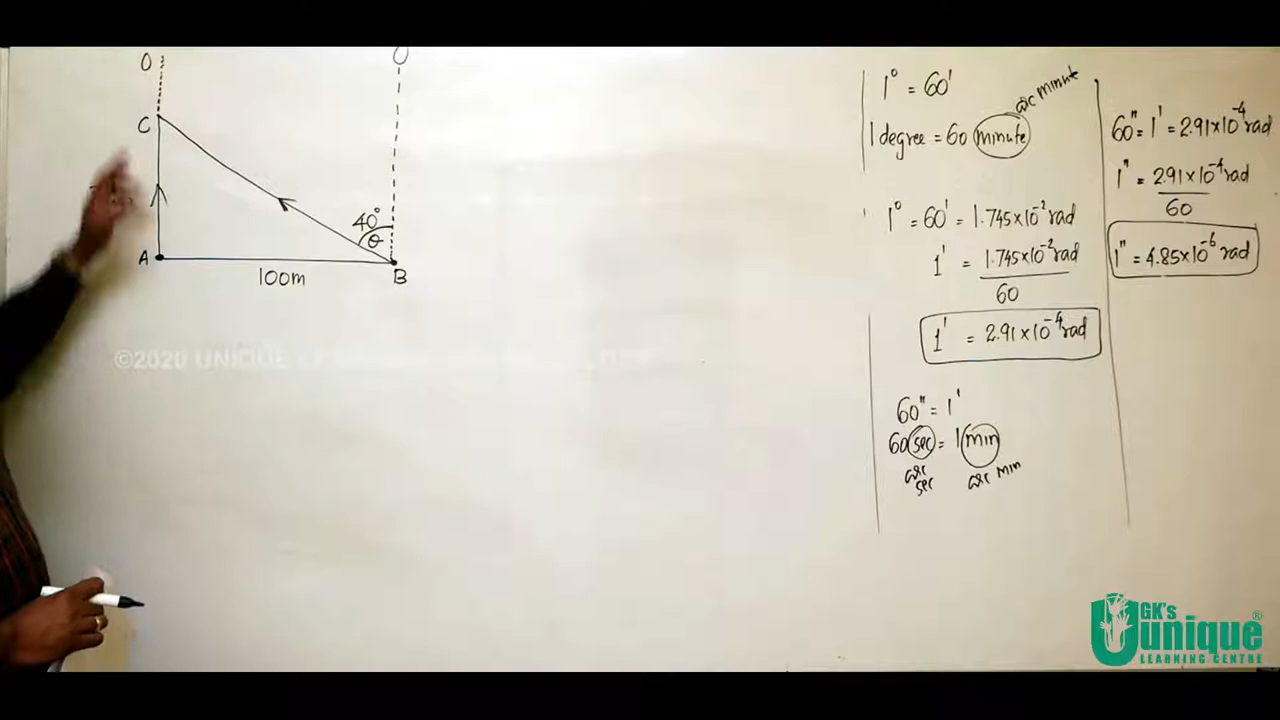 O
O
C
40°
θ
A
100m
B
©2020 UNIQUE
1° = 60'
arc minute
1 degree = 60 minute
1° = 60' = 1.745×10⁻² rad
1' = 1.745×10⁻² rad
60
1' = 2.91×10⁻⁴ rad
60" = 1'
60 sec = 1 min
arc sec
arc min
60" = 1' = 2.91×10⁻⁴ rad
1" = 2.91×10⁻⁴ rad
60
1" = 4.85×10⁻⁶ rad
GK's
Uunique®
LEARNING CENTRE